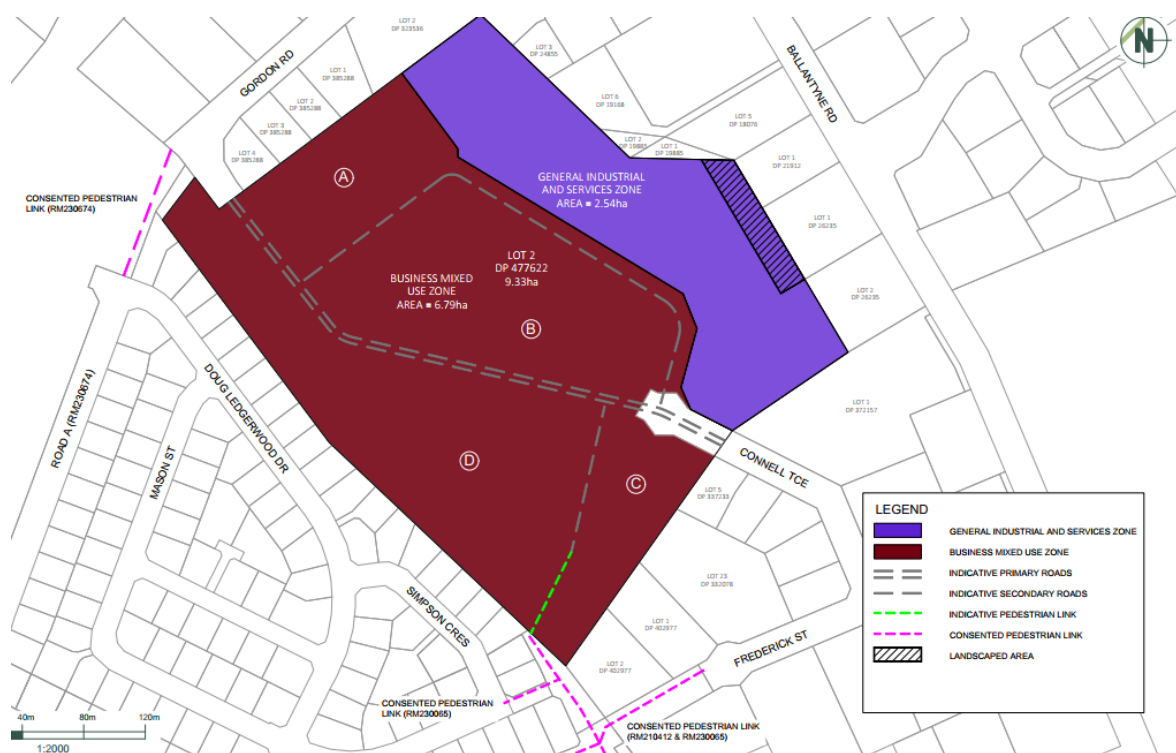 LOT 2
DP 323536
GORDON RD
LOT 1
DP 385288
LOT 2
DP 385288
LOT 3
DP 385288
LOT 4
DP 385288
LOT 3
DP 24855
LOT 6
DP 19168
LOT 5
DP 18076
LOT 2
DP 19885
LOT 1
DP 19885
LOT 1
DP 21912
LOT 1
DP 26235
LOT 2
DP 26235
LOT 1
DP 372157
BALLANTYNE RD
N
CONSENTED PEDESTRIAN
LINK (RM230674)
A
GENERAL INDUSTRIAL
AND SERVICES ZONE
AREA = 2.54ha
LOT 2
DP 477622
9.33ha
BUSINESS MIXED
USE ZONE
AREA = 6.79ha
B
D
C
ROAD A (RM230674)
MASON ST
DOUG LEDGERWOOD DR
SIMPSON CRES
CONNELL TCE
LOT 5
DP 337233
LOT 23
DP 332078
LOT 1
DP 402977
LOT 2
DP 402977
FREDERICK ST
CONSENTED PEDESTRIAN
LINK (RM230065)
CONSENTED PEDESTRIAN LINK
(RM210412 & RM230065)
LEGEND
GENERAL INDUSTRIAL AND SERVICES ZONE
BUSINESS MIXED USE ZONE
INDICATIVE PRIMARY ROADS
INDICATIVE SECONDARY ROADS
INDICATIVE PEDESTRIAN LINK
CONSENTED PEDESTRIAN LINK
LANDSCAPED AREA
40m 80m 120m
1:2000